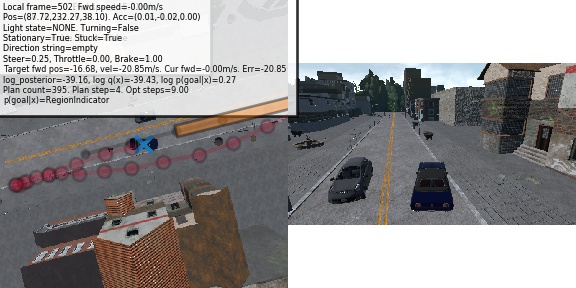 Local frame=502. Fwd speed=-0.00m/s
Pos=(87.72,232.27,38.10). Acc=(0.01,-0.02,0.00)
Light state=NONE. Turning=False
Stationary=True. Stuck=True
Direction string=empty
Steer=0.25, Throttle=0.00, Brake=1.00
Target fwd pos=-16.68, vel=-20.85m/s. Cur fwd=-0.00m/s. Err=-20.85
log_posterior=-39.16, log q(x)=-39.43, log p(goal|x)=0.27
Plan count=395. Plan step=4. Opt steps=9.00
p(goal|x)=RegionIndicator